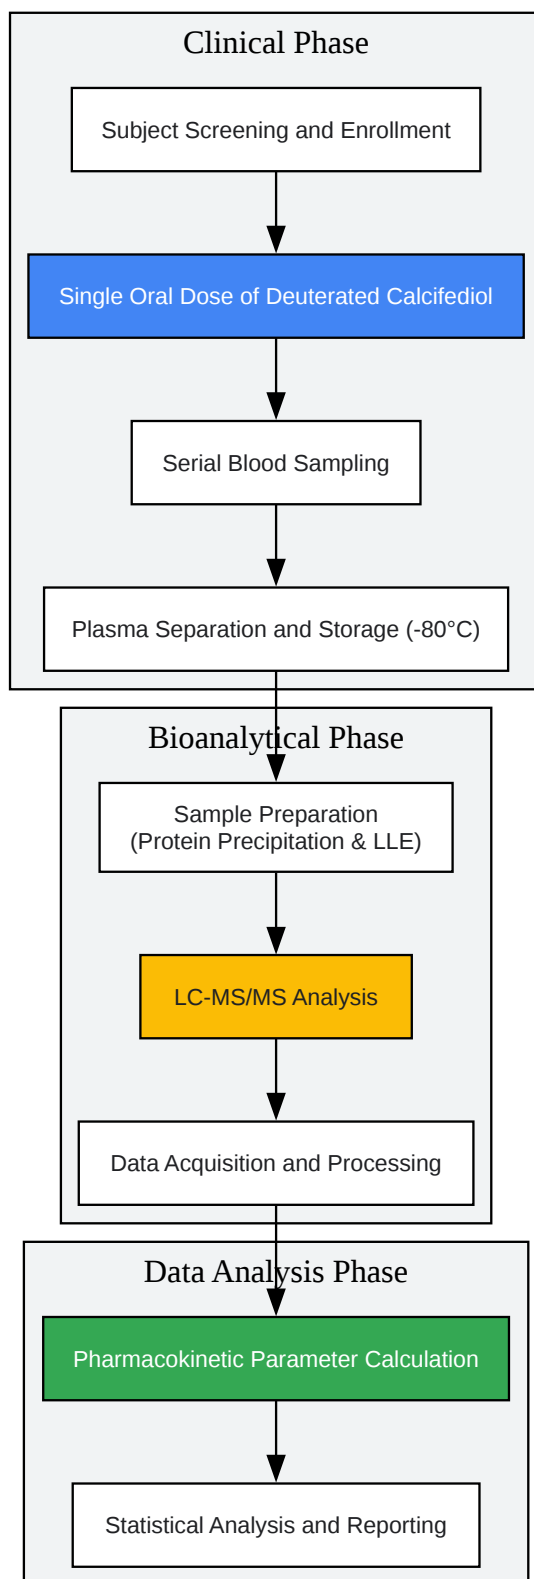 Clinical Phase
Subject Screening and Enrollment
Single Oral Dose of Deuterated Calcifediol
Serial Blood Sampling
Plasma Separation and Storage (-80°C)
Bioanalytical Phase
Sample Preparation
(Protein Precipitation & LLE)
LC-MS/MS Analysis
Data Acquisition and Processing
Data Analysis Phase
Pharmacokinetic Parameter Calculation
Statistical Analysis and Reporting